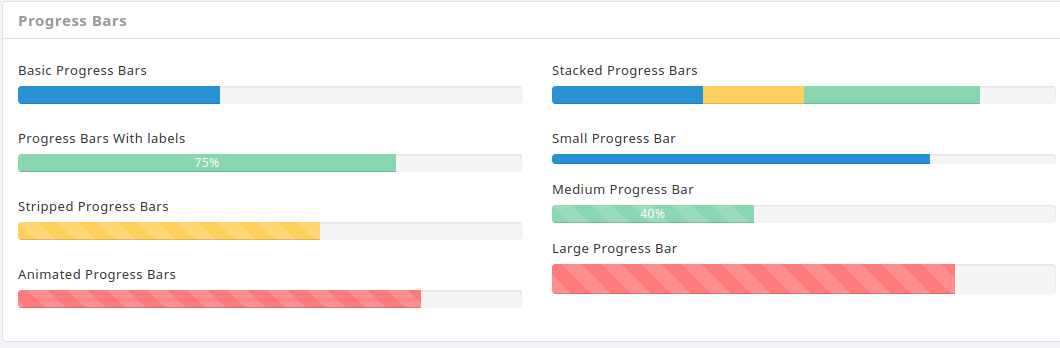 Progress Bars
Basic Progress Bars
Progress Bars With labels
75%
Stripped Progress Bars
Animated Progress Bars
Stacked Progress Bars
Small Progress Bar
Medium Progress Bar
40%
Large Progress Bar